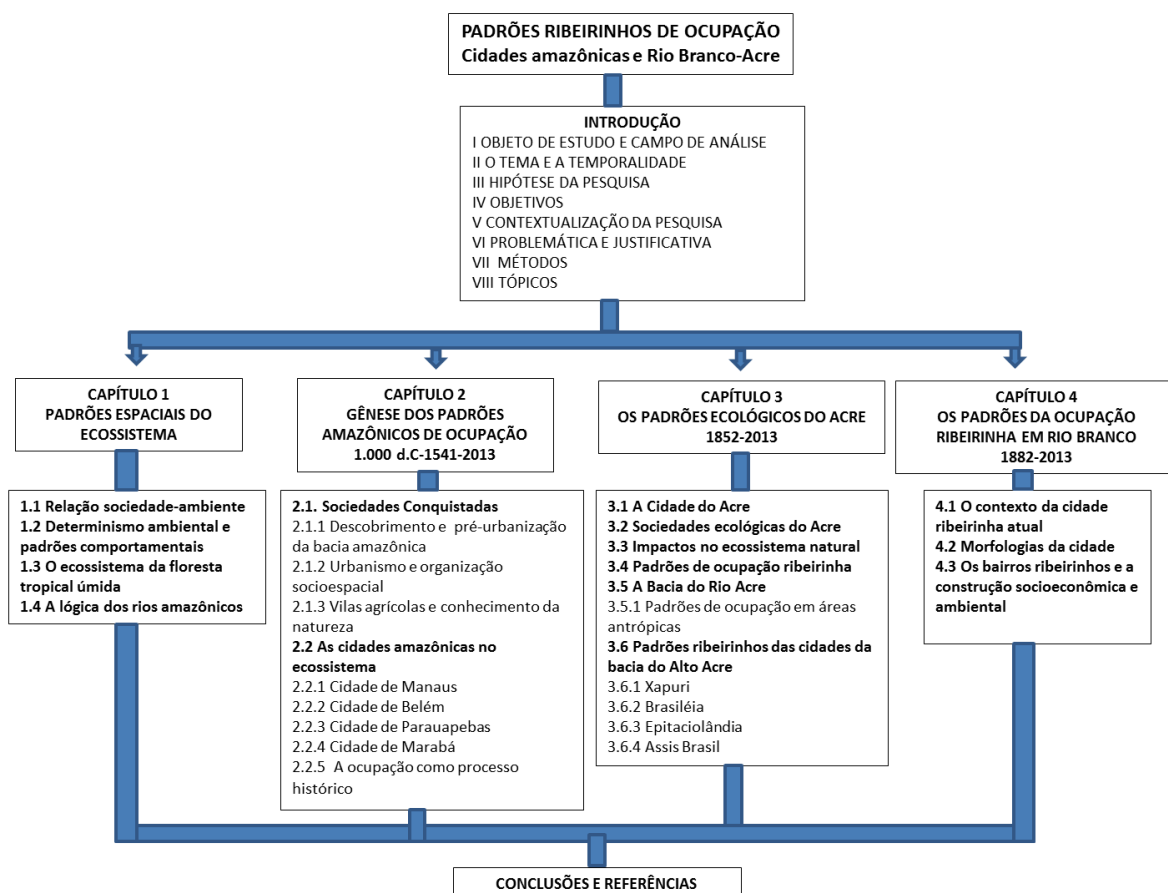 PADRÕES RIBEIRINHOS DE OCUPAÇÃO
Cidades amazônicas e Rio Branco-Acre
INTRODUÇÃO
I OBJETO DE ESTUDO E CAMPO DE ANÁLISE
II O TEMA E A TEMPORALIDADE
III HIPÓTESE DA PESQUISA
IV OBJETIVOS
V CONTEXTUALIZAÇÃO DA PESQUISA
VI PROBLEMÁTICA E JUSTIFICATIVA
VII MÉTODOS
VIII TÓPICOS
CAPÍTULO 1
PADRÕES ESPACIAIS DO
ECOSSISTEMA
1.1 Relação sociedade-ambiente
1.2 Determinismo ambiental e
padrões comportamentais
1.3 O ecossistema da floresta
tropical úmida
1.4 A lógica dos rios amazônicos
CAPÍTULO 2
GÊNESE DOS PADRÕES
AMAZÔNICOS DE OCUPAÇÃO
1.000 d.C-1541-2013
2.1. Sociedades Conquistadas
2.1.1 Descobrimento e pré-urbanização
da bacia amazônica
2.1.2 Urbanismo e organização
socioespacial
2.1.3 Vilas agrícolas e conhecimento da
natureza
2.2 As cidades amazônicas no
ecossistema
2.2.1 Cidade de Manaus
2.2.2 Cidade de Belém
2.2.3 Cidade de Parauapebas
2.2.4 Cidade de Marabá
2.2.5 A ocupação como processo
histórico
CAPÍTULO 3
OS PADRÕES ECOLÓGICOS DO ACRE
1852-2013
3.1 A Cidade do Acre
3.2 Sociedades ecológicas do Acre
3.3 Impactos no ecossistema natural
3.4 Padrões de ocupação ribeirinha
3.5 A Bacia do Rio Acre
3.5.1 Padrões de ocupação em áreas
antrópicas
3.6 Padrões ribeirinhos das cidades da
bacia do Alto Acre
3.6.1 Xapuri
3.6.2 Brasiléia
3.6.3 Epitaciolândia
3.6.4 Assis Brasil
CAPÍTULO 4
OS PADRÕES DA OCUPAÇÃO
RIBEIRINHA EM RIO BRANCO
1882-2013
4.1 O contexto da cidade
ribeirinha atual
4.2 Morfologias da cidade
4.3 Os bairros ribeirinhos e a
construção socioeconômica e
ambiental
CONCLUSÕES E REFERÊNCIAS